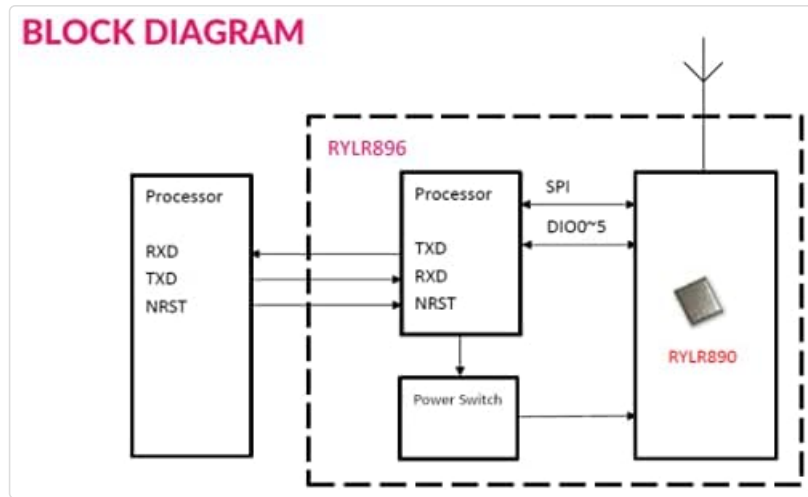 BLOCK DIAGRAM
RYLR896
Processor
RXD
TXD
NRST
Processor
TXD
RXD
NRST
SPI
DIO0~5
Power Switch
RYLR890